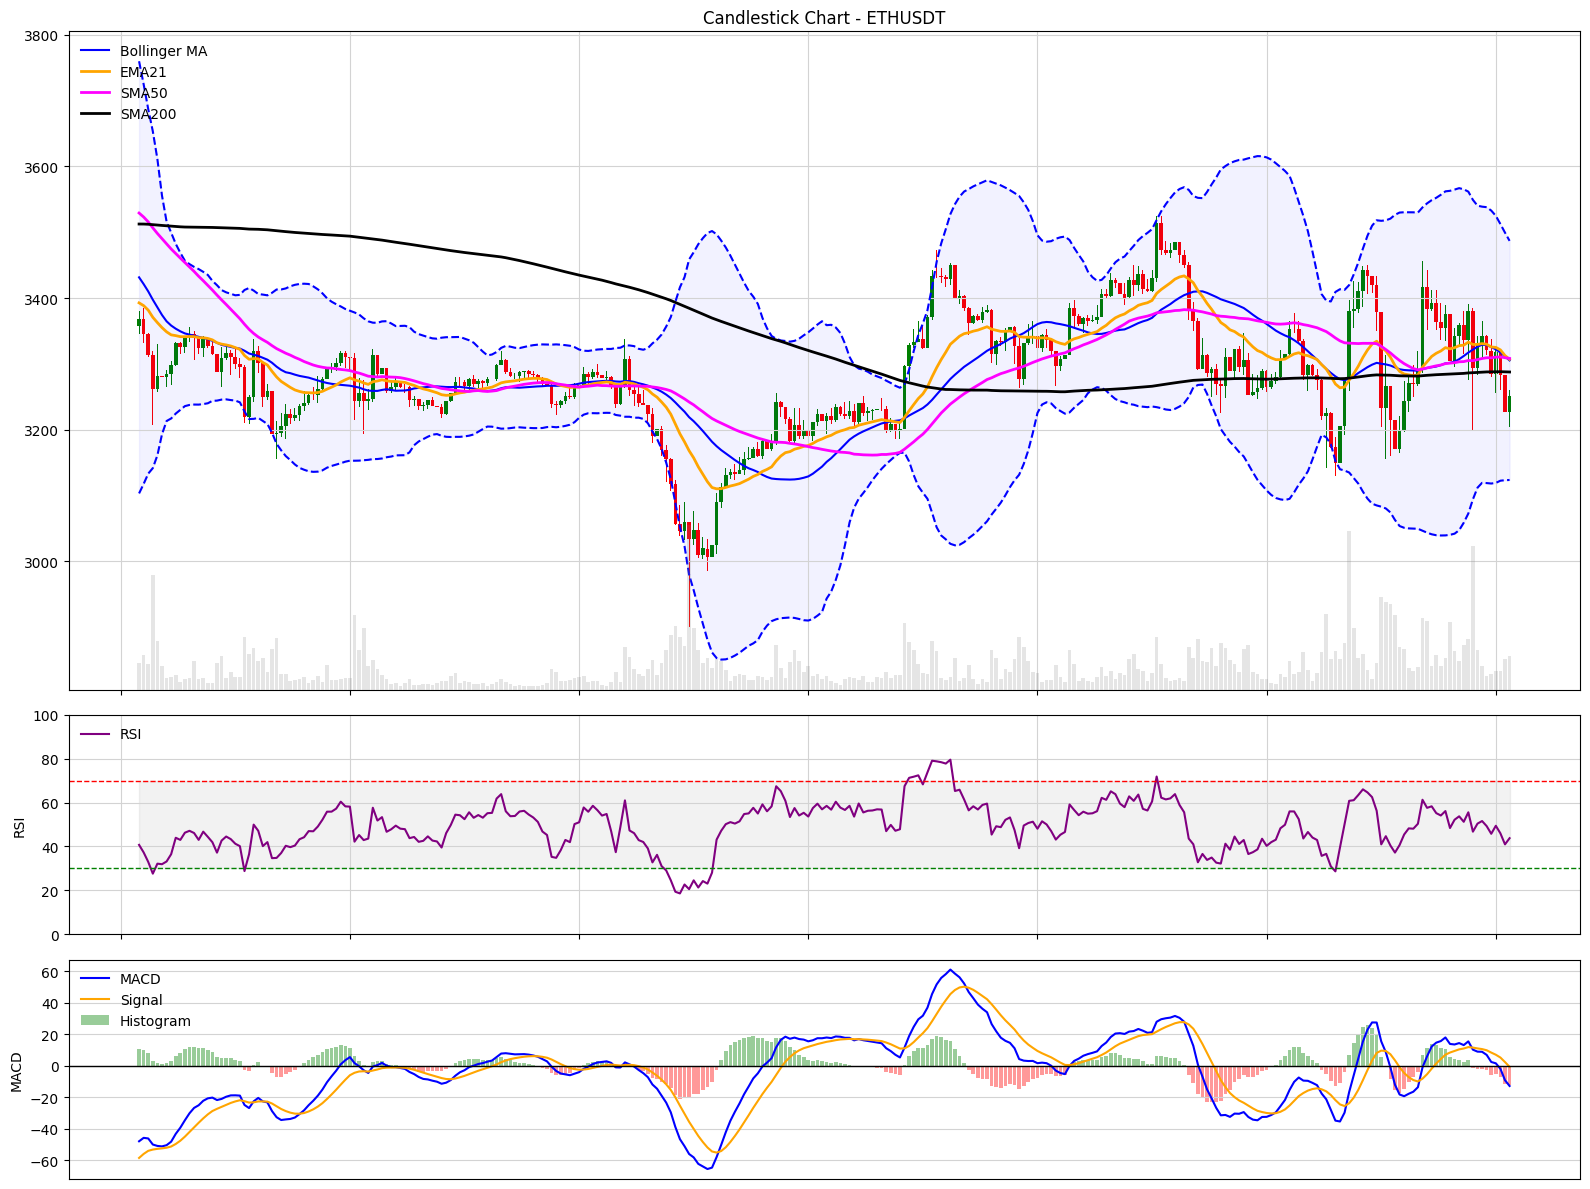 Candlestick Chart - ETHUSDT
3800
3600
3400
3200
3000
Bollinger MA
EMA21
SMA50
SMA200
RSI
100
80
60
40
20
0
RSI
MACD
60
40
20
0
−20
−40
−60
MACD
Signal
Histogram